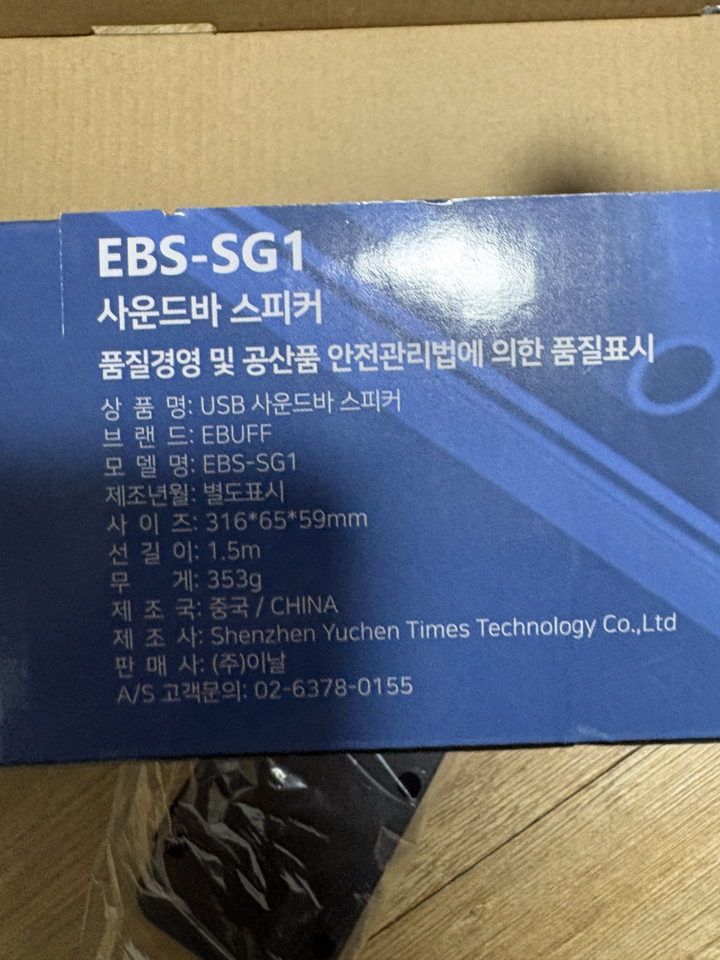 EBS-SG1
사운드바 스피커
품질경영 및 공산품 안전관리법에 의한 품질표시
상 품 명: USB 사운드바 스피커
브 랜 드: EBUFF
모 델 명: EBS-SG1
제조년월: 별도표시
사 이 즈: 316*65*59mm
선 길 이: 1.5m
무 게: 353g
제 조 국: 중국 / CHINA
제 조 사: Shenzhen Yuchen Times Technology Co.,Ltd
판 매 사: (주)이날
A/S 고객문의: 02-6378-0155